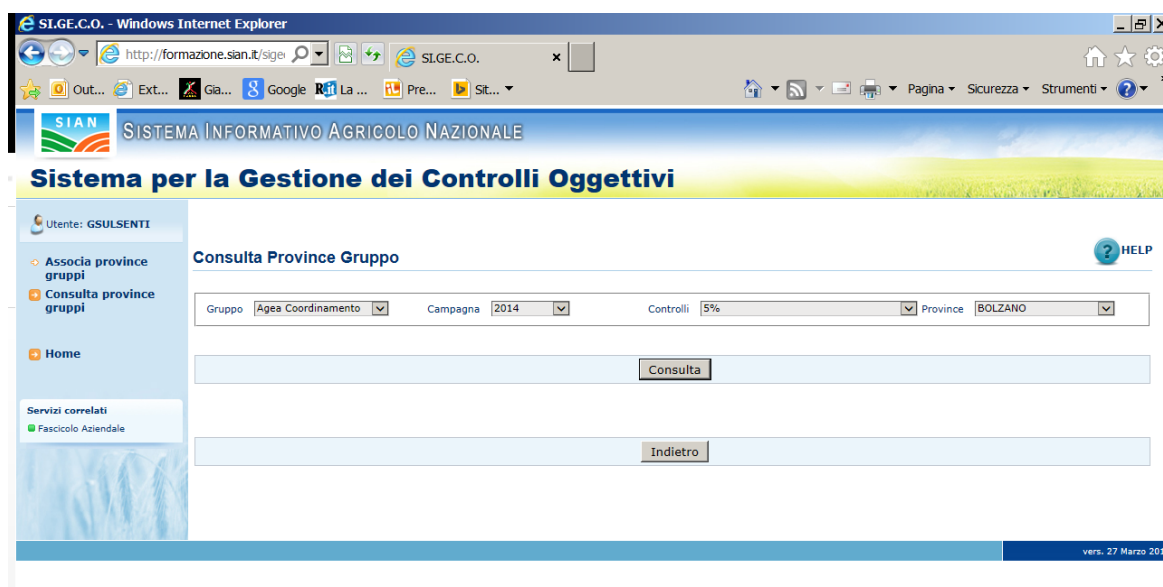 SI.GE.C.O. - Windows Internet Explorer
http://formazione.sian.it/sige
SI.GE.C.O.
Out... Ext... Gia... Google La ... Pre... Sit...
Pagina Sicurezza Strumenti
SIAN
SISTEMA INFORMATIVO AGRICOLO NAZIONALE
Sistema per la Gestione dei Controlli Oggettivi
Utente: GSULSENTI
HELP
Consulta Province Gruppo
Associa province
gruppi
Consulta province
gruppi
Gruppo Agea Coordinamento Campagna 2014 Controlli 5% Province BOLZANO
Home
Consulta
Servizi correlati
Fascicolo Aziendale
Indietro
vers. 27 Marzo 201